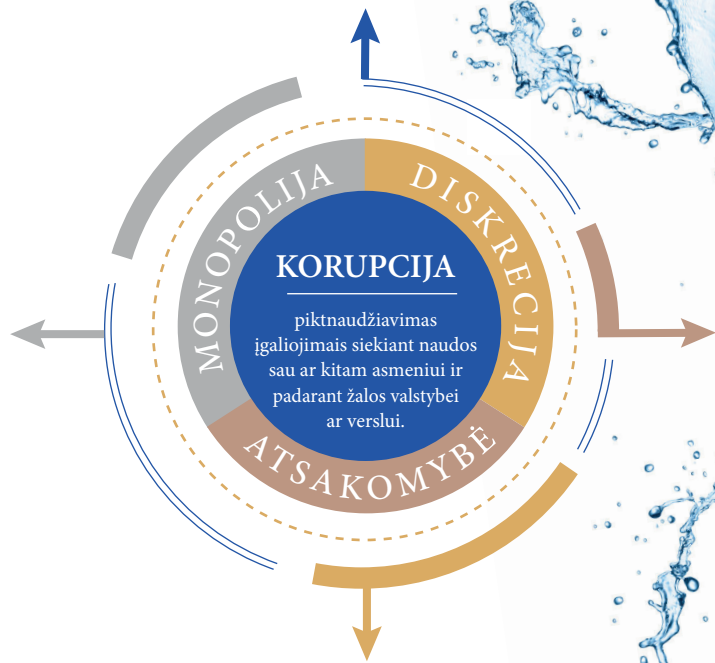 MONOPOLIJA
DISKRECIJA
KORUPCIJA
piktnaudžiavimas
įgaliojimais siekiant naudos
sau ar kitam asmeniui ir
padarant žalos valstybei
ar verslui.
ATSAKOMYBĖ